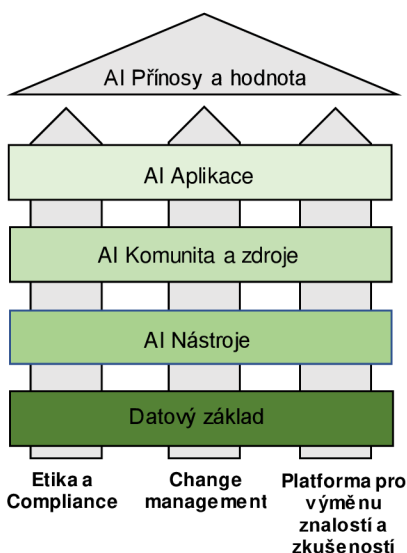 AI Přínosy a hodnota
AI Aplikace
AI Komunita a zdroje
AI Nástroje
Datový základ
Etika a
Compliance
Change
management
Platforma pro
výměnu
znalostí a
zkušeností